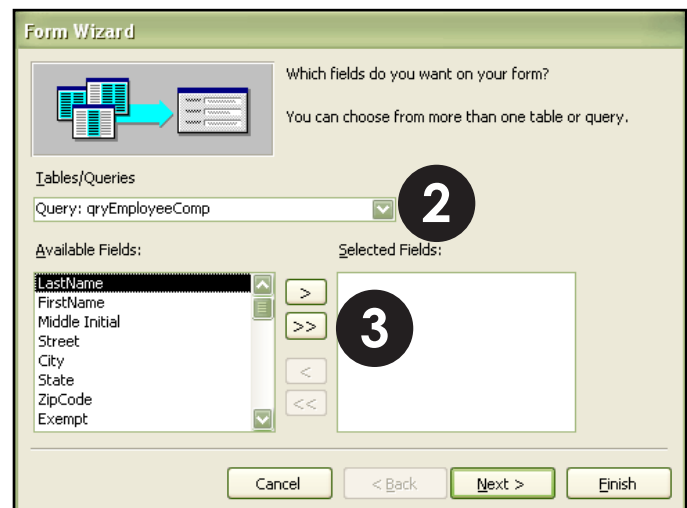 Form Wizard
Which fields do you want on your form?
You can choose from more than one table or query.
Tables/Queries
Query: qryEmployeeComp
2
Available Fields:
Selected Fields:
LastName
FirstName
Middle Initial
Street
City
State
ZipCode
Exempt
>
>>
3
<
<<
Cancel
< Back
Next >
Finish